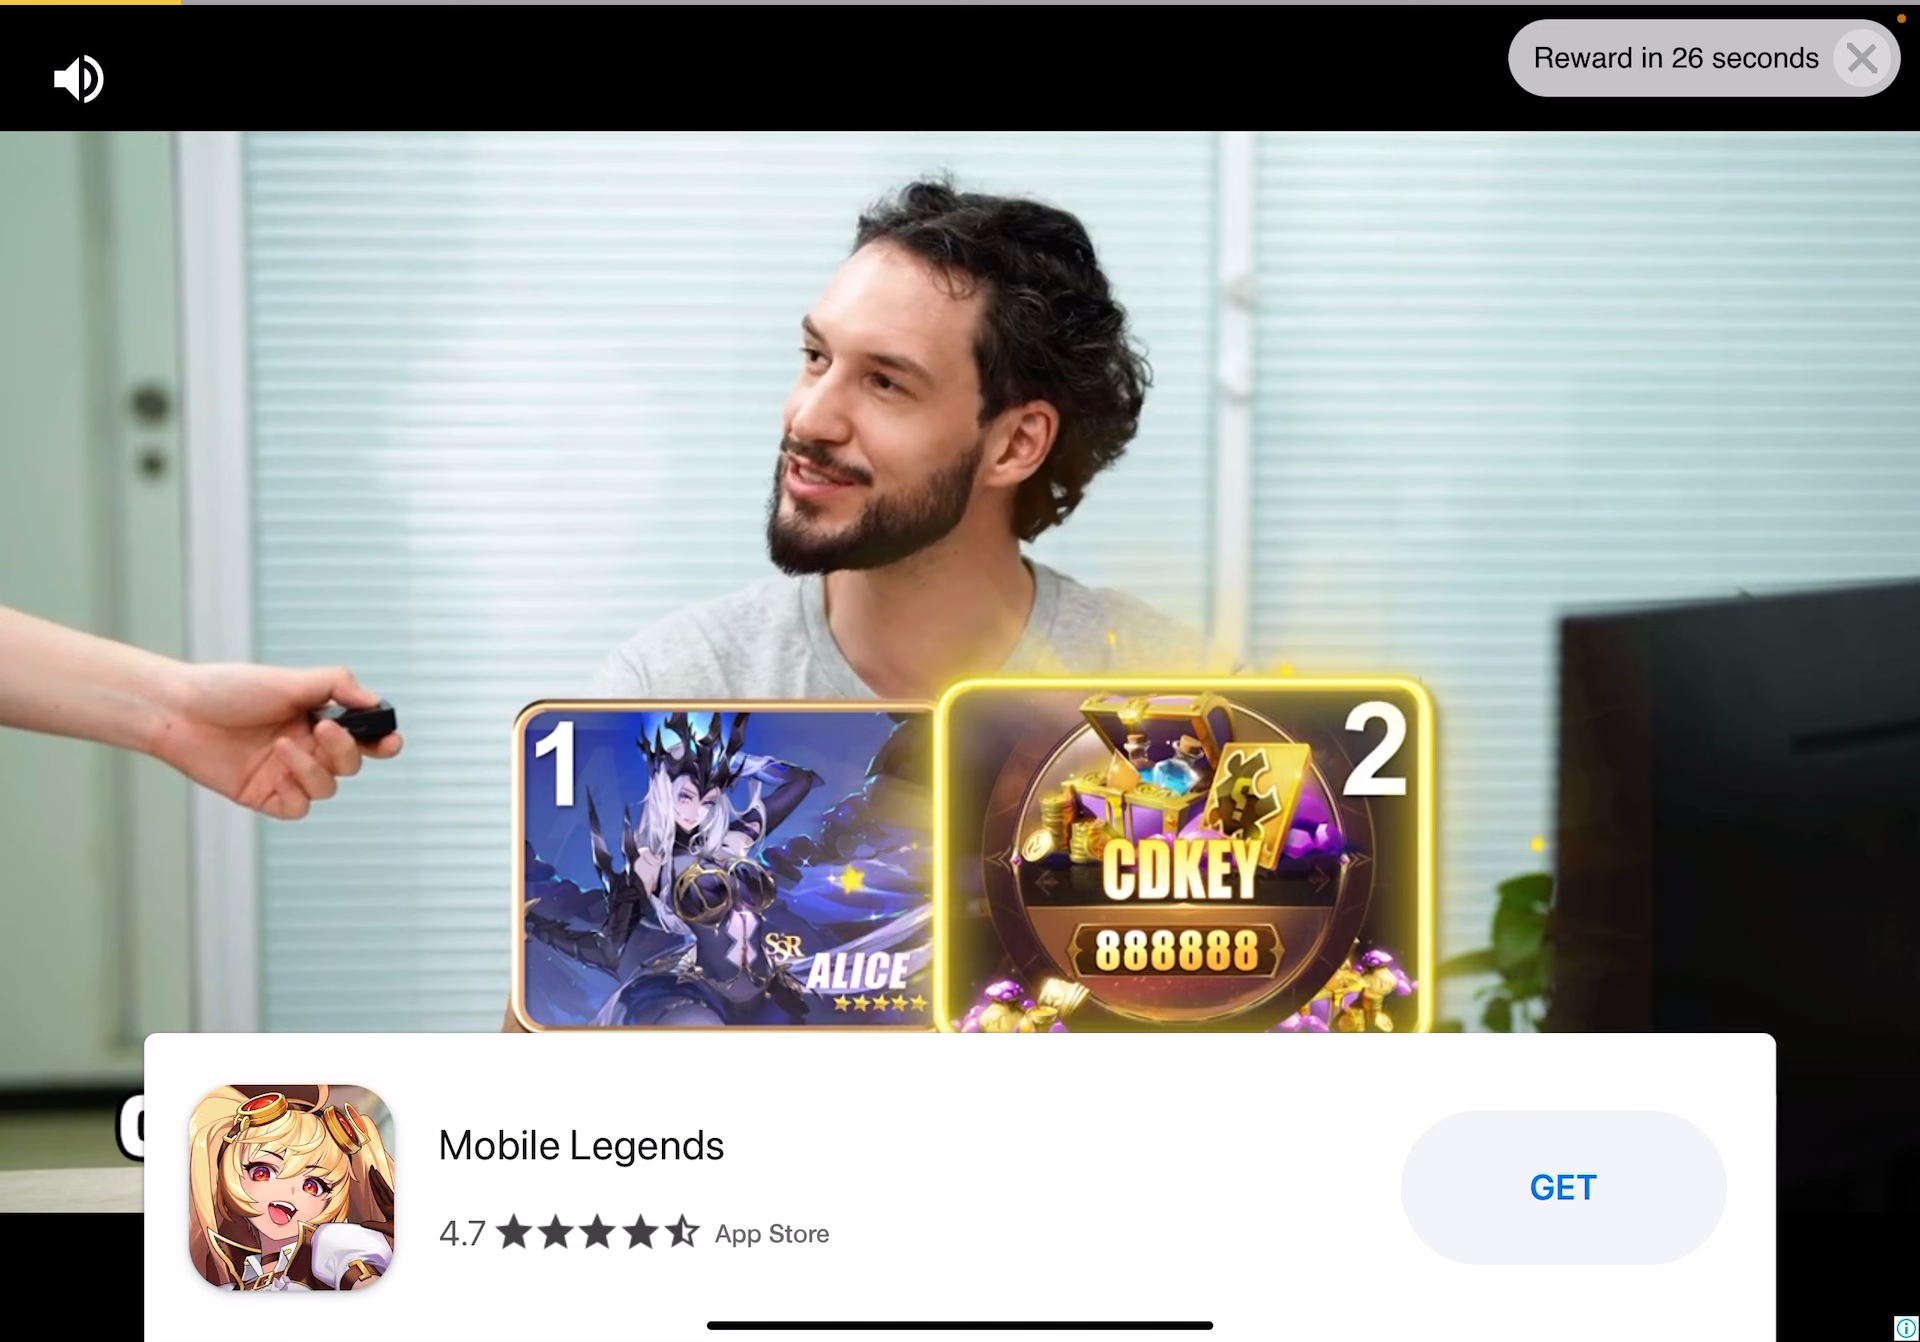 Reward in 26 seconds
1
2
SSR
ALICE
CDKEY
888888
Mobile Legends
4.7
App Store
GET